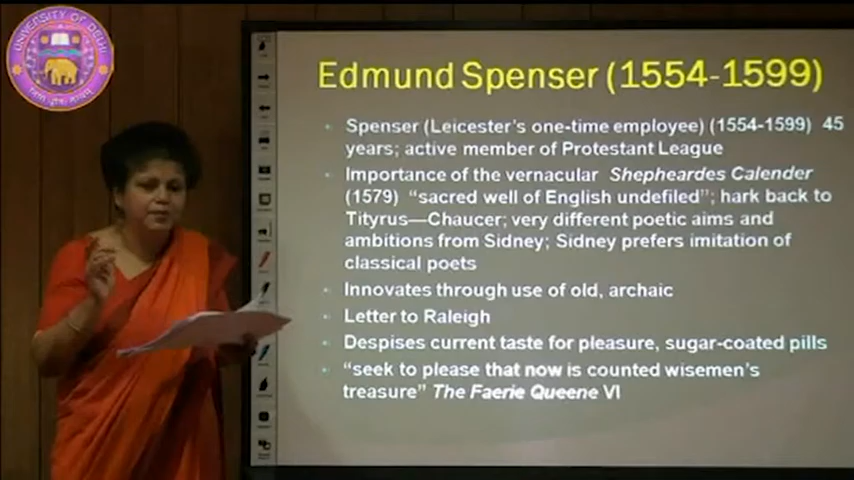 UNIVERSITY OF DELHI
Edmund Spenser (1554-1599)
Spenser (Leicester's one-time employee) (1554-1599) 45
years; active member of Protestant League
Importance of the vernacular Shepheardes Calender
(1579) "sacred well of English undefiled"; hark back to
Tityrus—Chaucer; very different poetic aims and
ambitions from Sidney; Sidney prefers imitation of
classical poets
Innovates through use of old, archaic
Letter to Raleigh
Despises current taste for pleasure, sugar-coated pills
"seek to please that now is counted wisemen's
treasure" The Faerie Queene VI